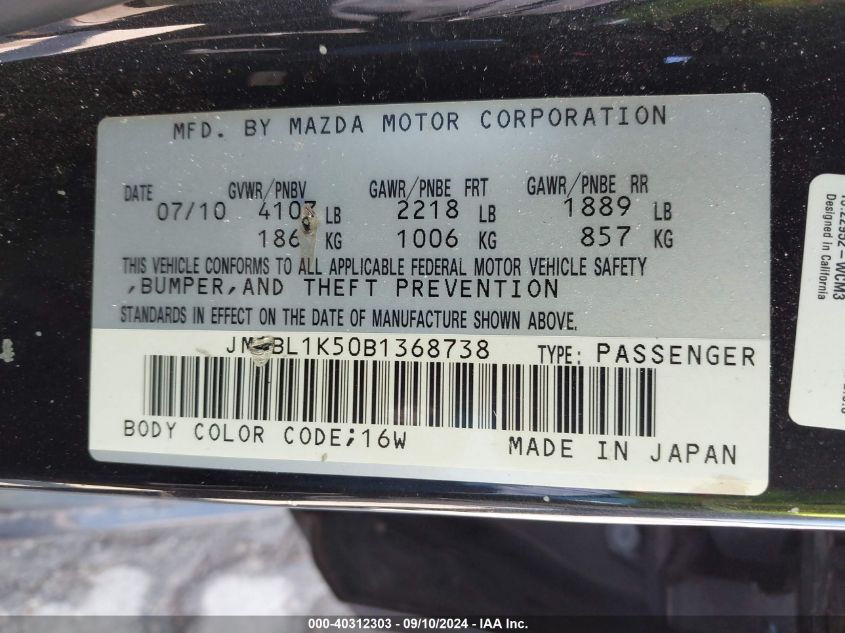 MFD. BY MAZDA MOTOR CORPORATION
DATE GVWR/PNBV GAWR/PNBE FRT GAWR/PNBE RR
07/10 LB 2218 LB 1889 LB
KG 1006 KG 857 KG
THIS VEHICLE CONFORMS TO ALL APPLICABLE FEDERAL MOTOR VEHICLE SAFETY
,BUMPER,AND THEFT PREVENTION
STANDARDS IN EFFECT ON THE DATE OF MANUFACTURE SHOWN ABOVE.
TYPE: PASSENGER
BODY COLOR CODE;16W MADE IN JAPAN
Designed in California
000-40312303 — 09/10/2024 - IAA Inc.